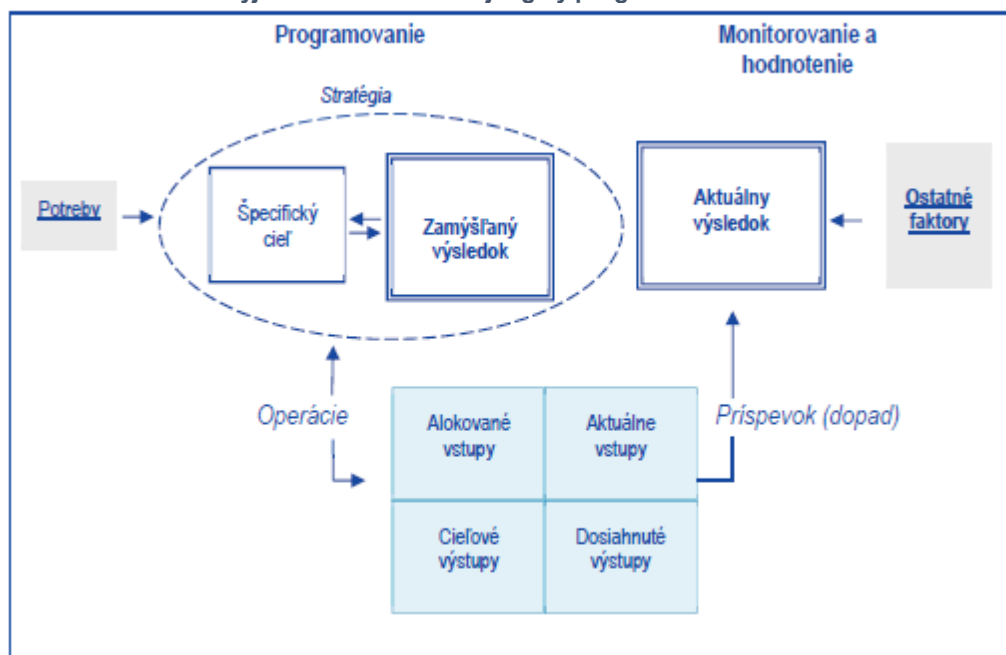 Programovanie
Monitorovanie a
hodnotenie
Stratégia
Potreby
Špecifický
cieľ
Zamýšľaný
výsledok
Aktuálny
výsledok
Ostatné
faktory
Operácie
Alokované
vstupy
Aktuálne
vstupy
Príspevok (dopad)
Cieľové
výstupy
Dosiahnuté
výstupy